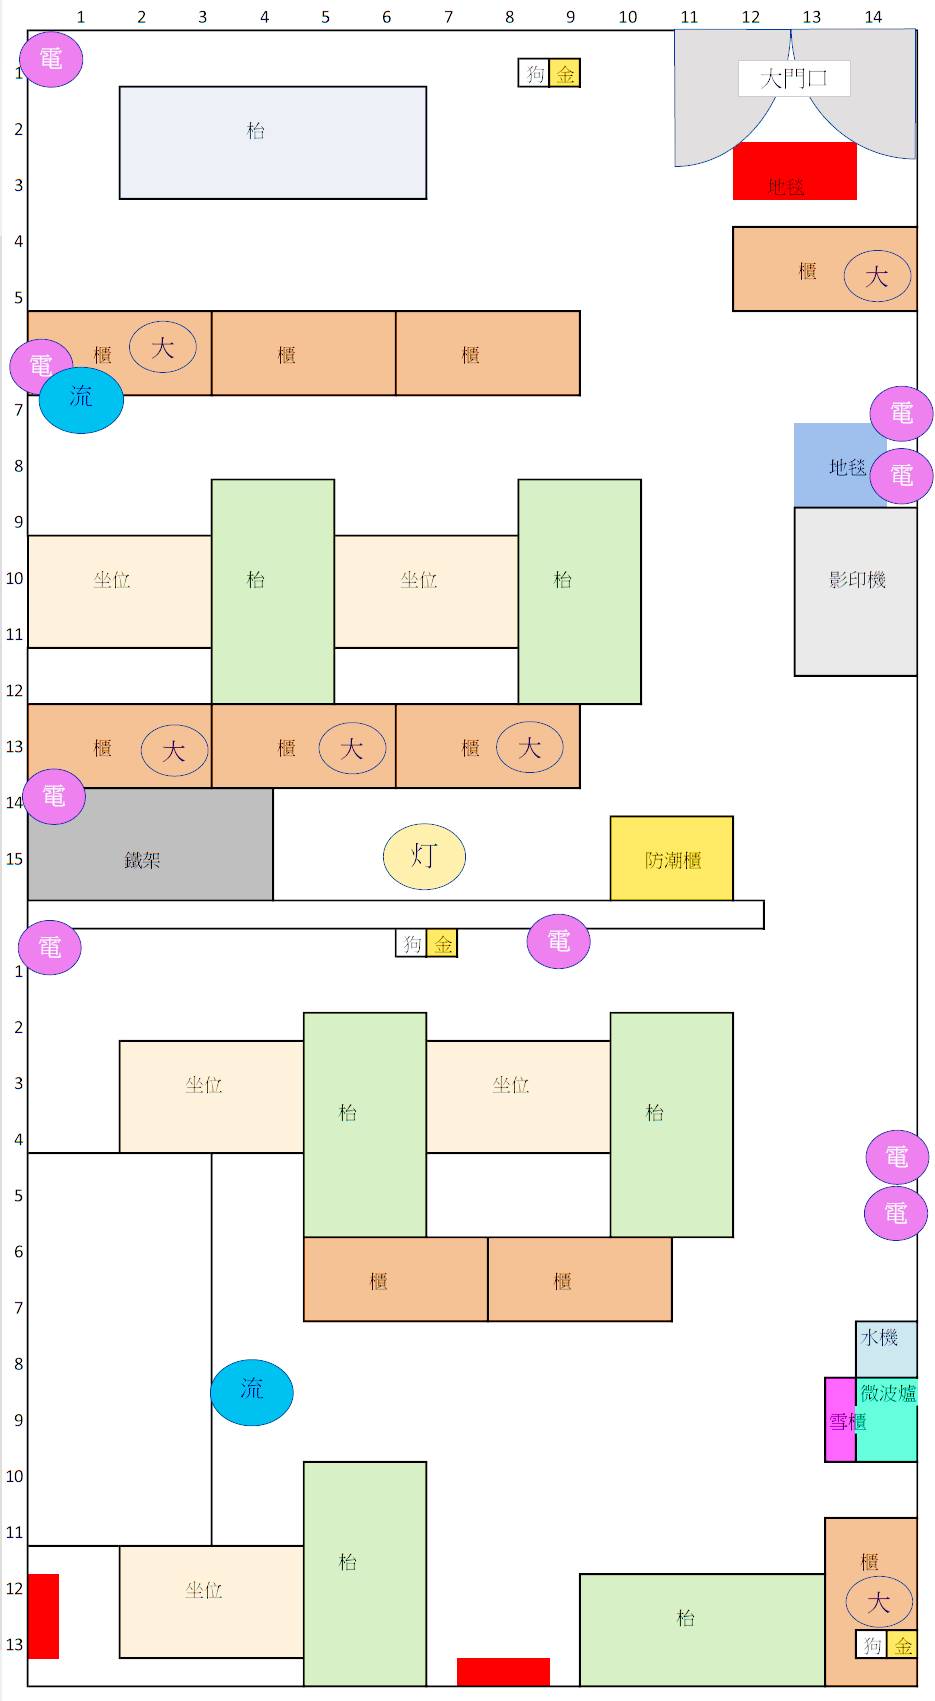 1 2 3 4 5 6 7 8 9 10 11 12 13 14
電
1
狗 金
大門口
2
枱
3
地毯
4
櫃 大
5
櫃 大 櫃 櫃
電
流
7
電
8
地毯 電
9
10
坐位 枱 坐位 枱 影印機
11
12
13
櫃 大 櫃 大 櫃 大
電
14
15
鐵架 灯 防潮櫃
電 狗 金 電
1
2
3
坐位 坐位
枱 枱
4
電
5
電
6
櫃 櫃
7
水機
8
流 微波爐
9
雪櫃
10
11
枱 櫃
12
坐位 大
枱
13
狗 金